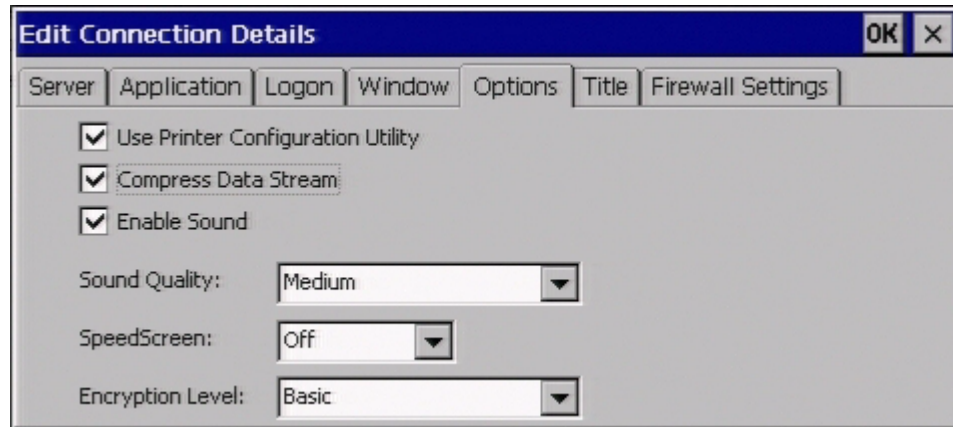 Edit Connection Details OK ×
Server Application Logon Window Options Title Firewall Settings
Use Printer Configuration Utility
Compress Data Stream
Enable Sound
Sound Quality: Medium
SpeedScreen: Off
Encryption Level: Basic